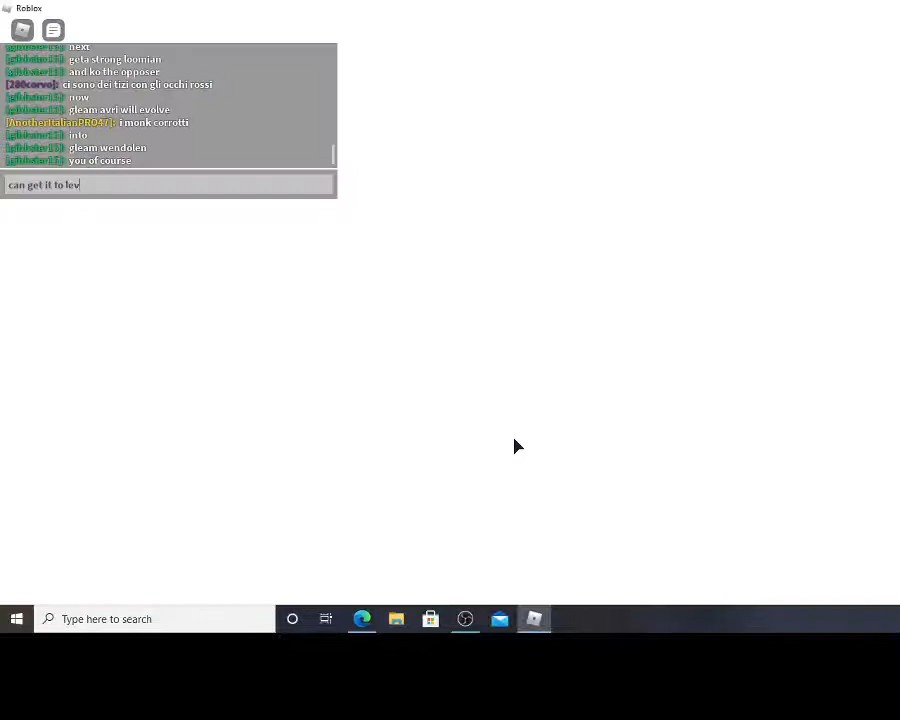 Roblox
next
geta strong loomian
and ko the opposer
[280corvo]: ci sono dei tizi con gli occhi rossi
now
gleam avri will evolve
[AnotherItalianPRO47]: i monk corrotti
into
gleam wendolen
you of course
can get it to lev
Type here to search